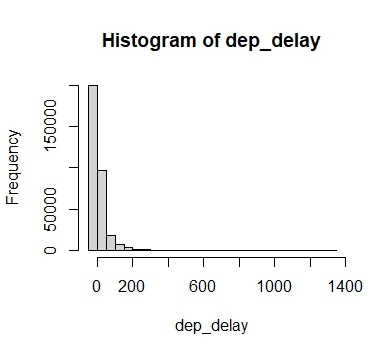 Histogram of dep_delay
Frequency
150000
50000
0
0 200 600 1000 1400
dep_delay